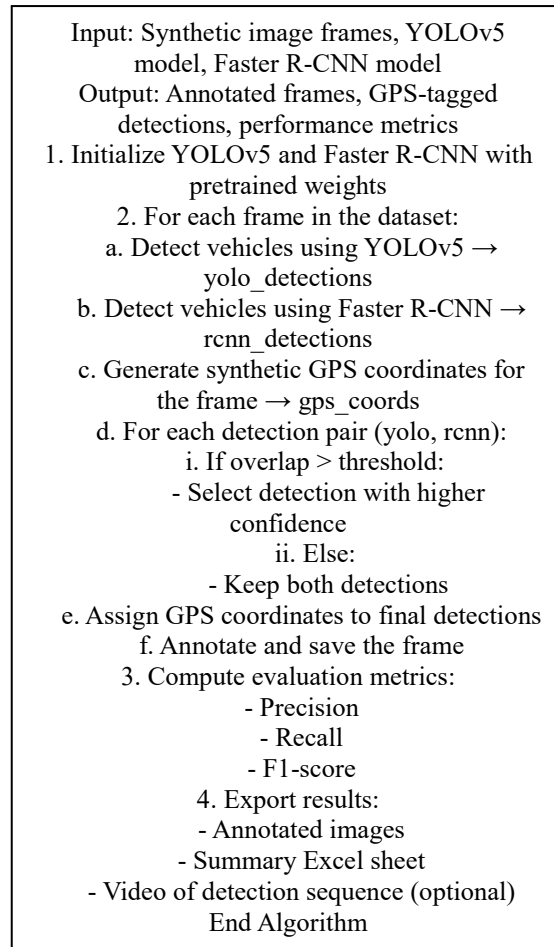 Input: Synthetic image frames, YOLOv5
model, Faster R-CNN model
Output: Annotated frames, GPS-tagged
detections, performance metrics
1. Initialize YOLOv5 and Faster R-CNN with
pretrained weights
2. For each frame in the dataset:
a. Detect vehicles using YOLOv5 →
yolo_detections
b. Detect vehicles using Faster R-CNN →
rcnn_detections
c. Generate synthetic GPS coordinates for
the frame → gps_coords
d. For each detection pair (yolo, rcnn):
i. If overlap > threshold:
- Select detection with higher
confidence
ii. Else:
- Keep both detections
e. Assign GPS coordinates to final detections
f. Annotate and save the frame
3. Compute evaluation metrics:
- Precision
- Recall
- F1-score
4. Export results:
- Annotated images
- Summary Excel sheet
- Video of detection sequence (optional)
End Algorithm